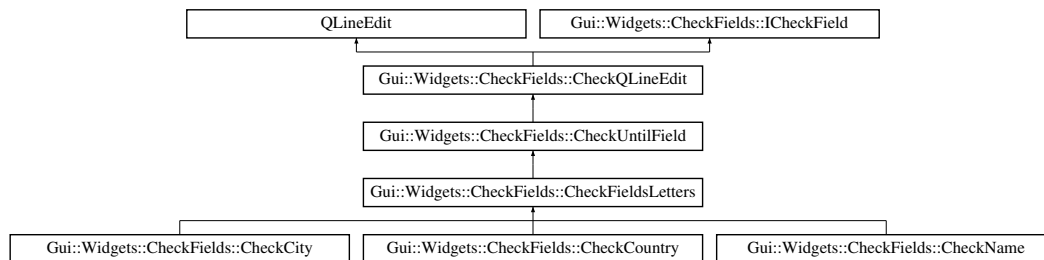 QLineEdit
Gui::Widgets::CheckFields::ICheckField
Gui::Widgets::CheckFields::CheckQLineEdit
Gui::Widgets::CheckFields::CheckUntilField
Gui::Widgets::CheckFields::CheckFieldsLetters
Gui::Widgets::CheckFields::CheckCity
Gui::Widgets::CheckFields::CheckCountry
Gui::Widgets::CheckFields::CheckName